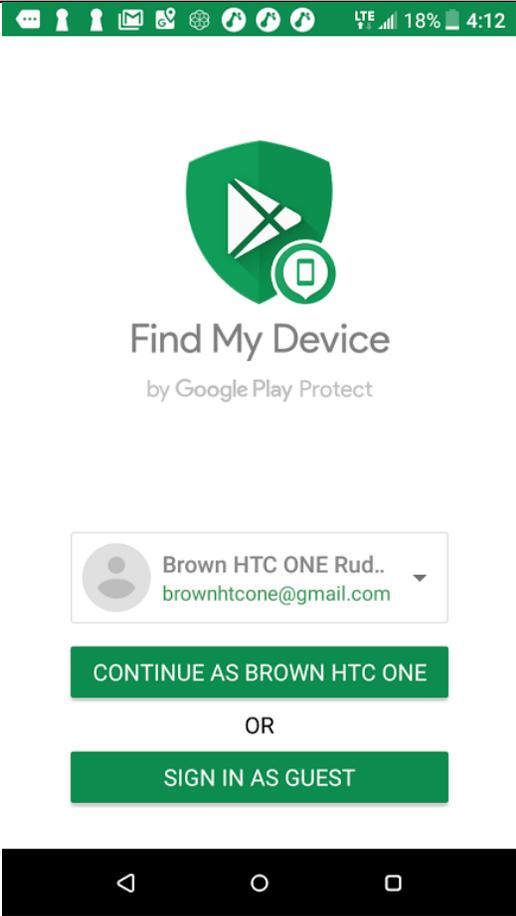 LTE 18% 4:12
Find My Device
by Google Play Protect
Brown HTC ONE Rud..
brownhtcone@gmail.com
CONTINUE AS BROWN HTC ONE
OR
SIGN IN AS GUEST